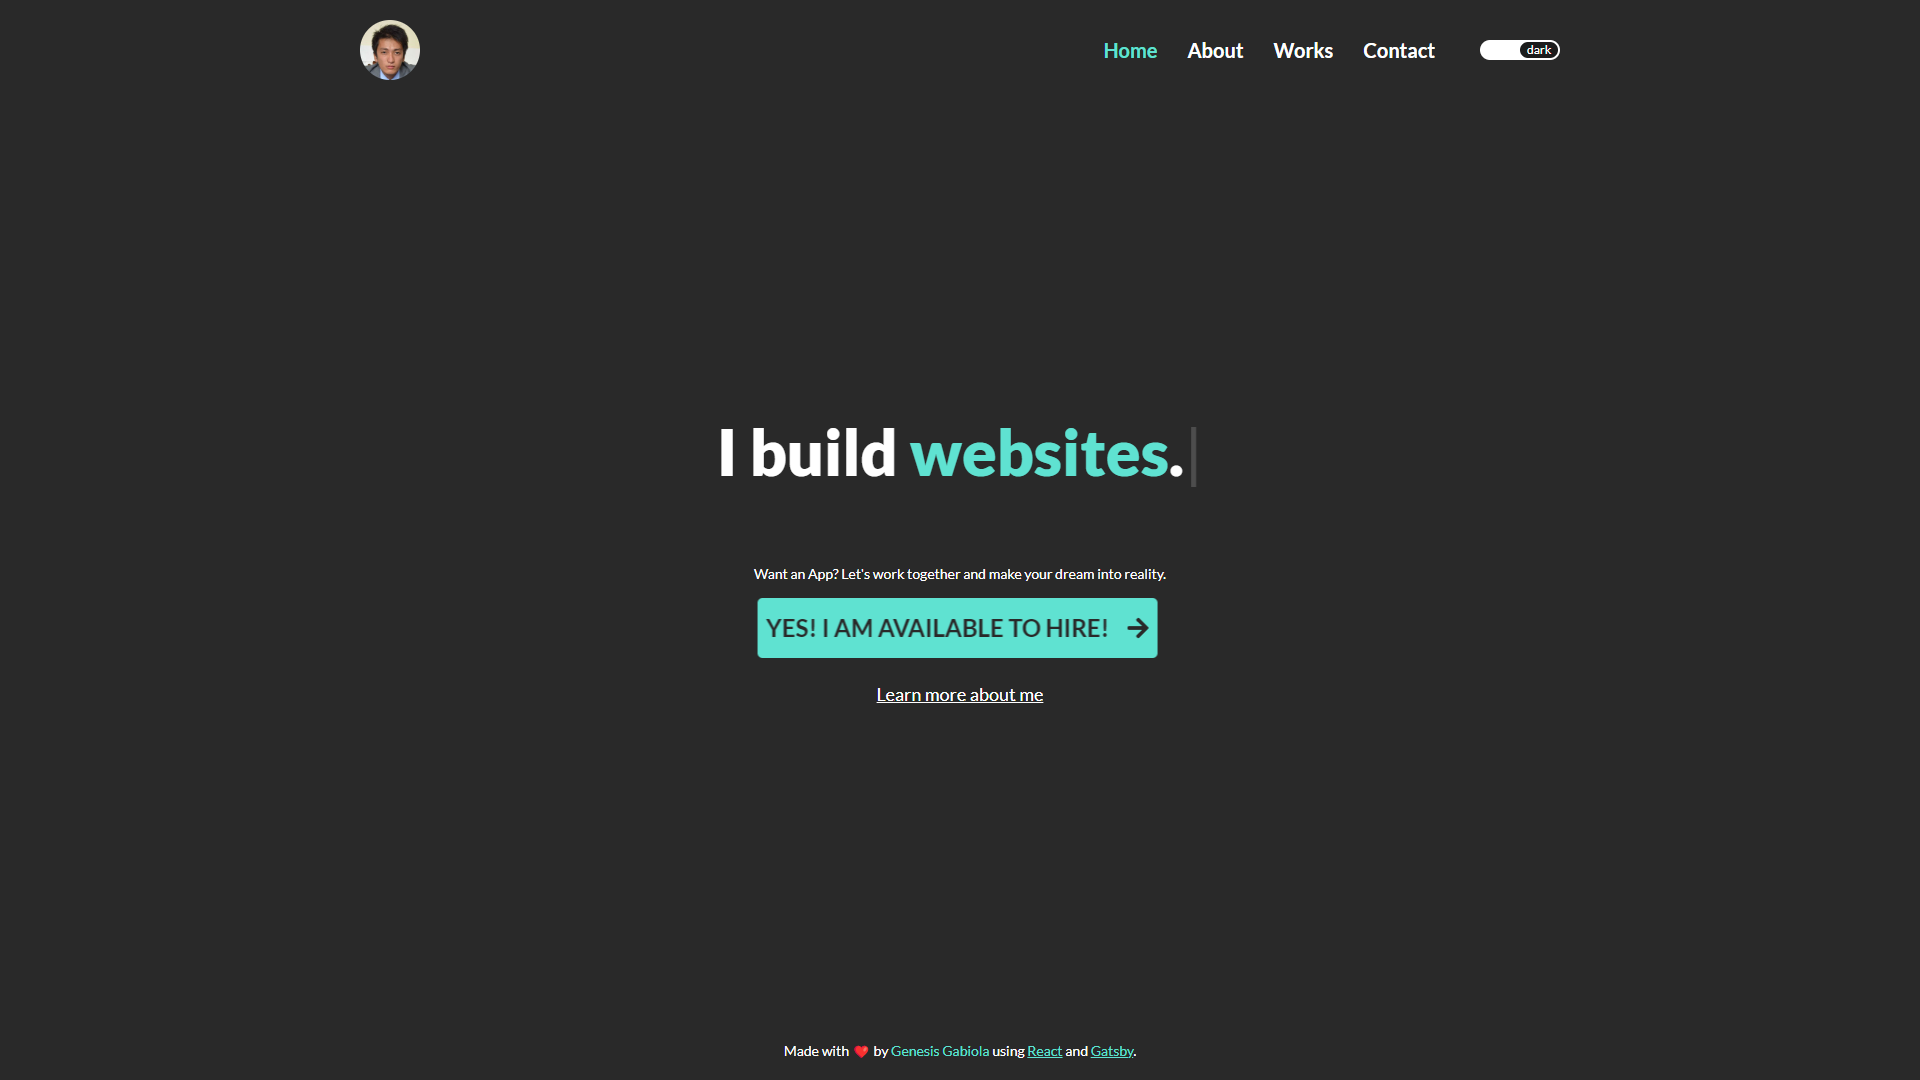 Home About Works Contact dark
I build websites.
Want an App? Let's work together and make your dream into reality.
YES! I AM AVAILABLE TO HIRE!
Learn more about me
Made with ❤️ by Genesis Gabiola using React and Gatsby.